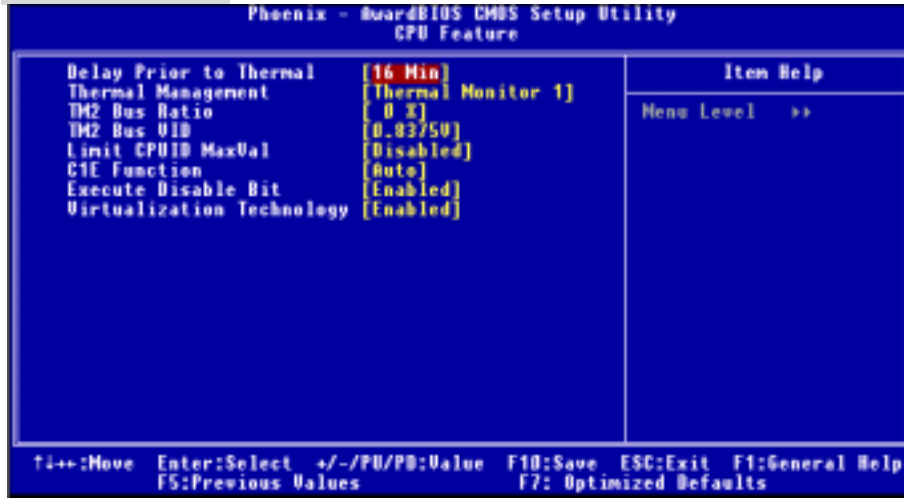 Phoenix - AwardBIOS CMOS Setup Utility
CPU Feature
Delay Prior to Thermal [16 Min]
Thermal Management [Thermal Monitor 1]
TM2 Bus Ratio [ 0 X]
TM2 Bus VID [0.8375V]
Limit CPUID MaxVal [Disabled]
C1E Function [Auto]
Execute Disable Bit [Enabled]
Virtualization Technology [Enabled]
Item Help
Menu Level ▸▸
↑↓→←:Move Enter:Select +/-/PU/PD:Value F10:Save ESC:Exit F1:General Help
F5:Previous Values F7: Optimized Defaults